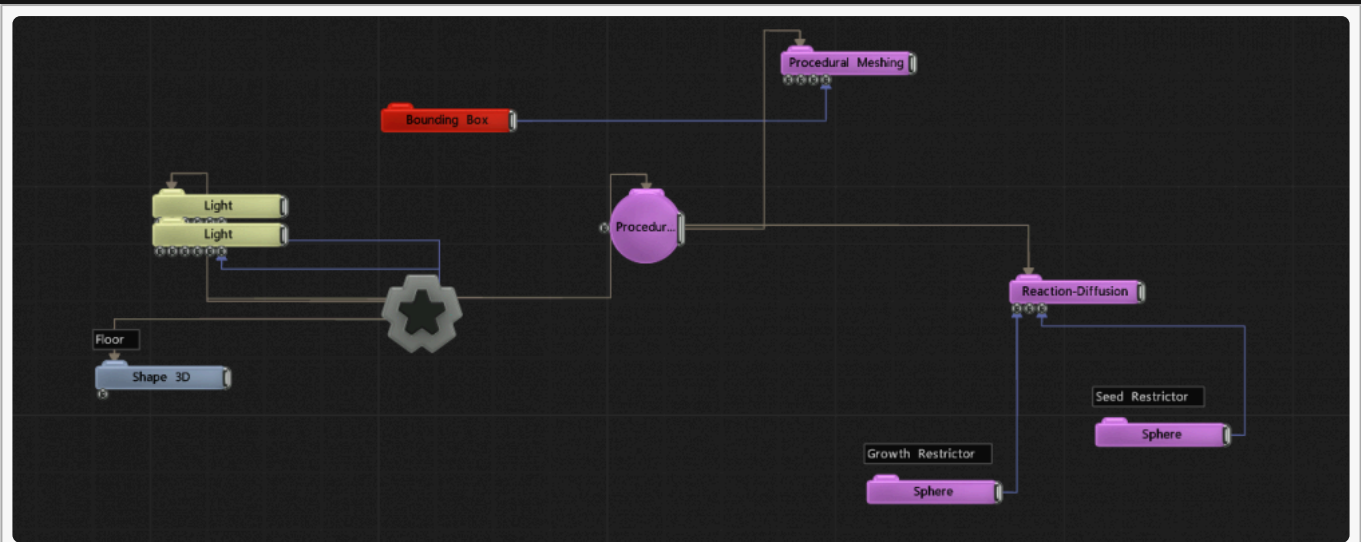 Procedural Meshing
Bounding Box
Light
Light
Procedur...
Floor
Shape 3D
Reaction-Diffusion
Seed Restrictor
Sphere
Growth Restrictor
Sphere